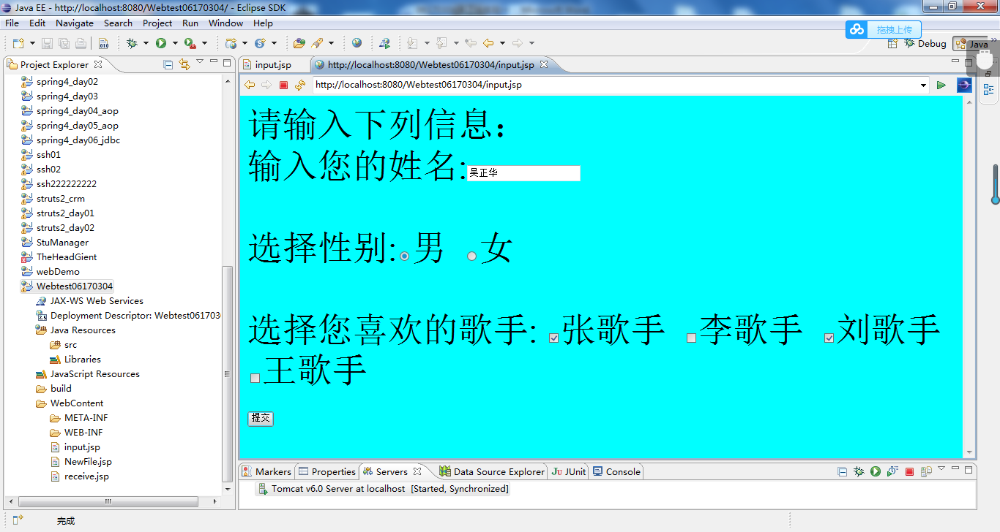 Java EE - http://localhost:8080/Webtest06170304/ - Eclipse SDK
File Edit Navigate Search Project Run Window Help
拖拽上传
Debug Java
Project Explorer
input.jsp
http://localhost:8080/Webtest06170304/input.jsp
http://localhost:8080/Webtest06170304/input.jsp
spring4_day02
spring4_day03
spring4_day04_aop
spring4_day05_aop
spring4_day06_jdbc
ssh01
ssh02
ssh222222222
struts2_crm
struts2_day01
struts2_day02
StuManager
TheHeadGient
webDemo
Webtest06170304
JAX-WS Web Services
Deployment Descriptor: Webtest061703
Java Resources
src
Libraries
JavaScript Resources
build
WebContent
META-INF
WEB-INF
input.jsp
NewFile.jsp
receive.jsp
请输入下列信息：
输入您的姓名:吴正华
选择性别:男 女
选择您喜欢的歌手: 张歌手 李歌手 刘歌手
王歌手
提交
Markers Properties Servers Data Source Explorer JUnit Console
Tomcat v6.0 Server at localhost [Started, Synchronized]
完成